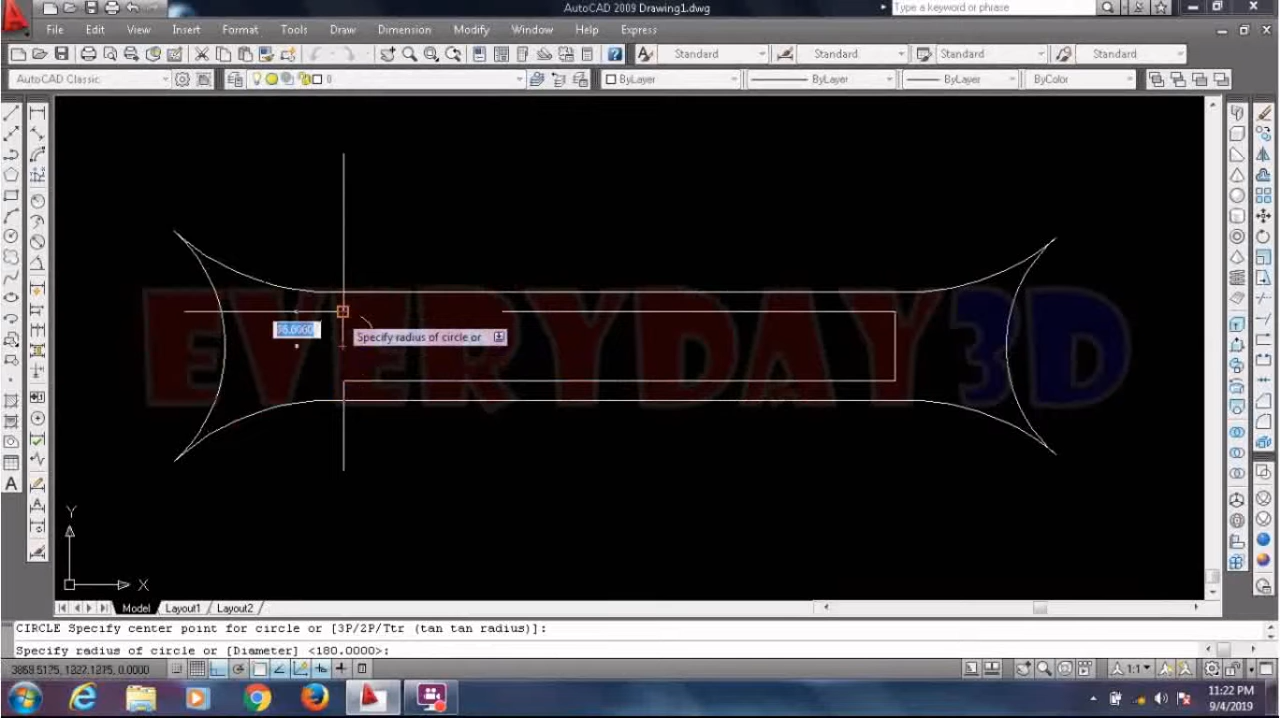 AutoCAD 2009 Drawing1.dwg
Type a keyword or phrase
File Edit View Insert Format Tools Draw Dimension Modify Window Help Express
Standard Standard Standard Standard
AutoCAD Classic 0 ByLayer ByLayer ByLayer ByColor
EVERYDAY3D
Specify radius of circle or
Y
X
Model Layout1 Layout2
CIRCLE Specify center point for circle or [3P/2P/Ttr (tan tan radius)]:
Specify radius of circle or [Diameter] <180.0000>:
1:1
11:22 PM
9/4/2019